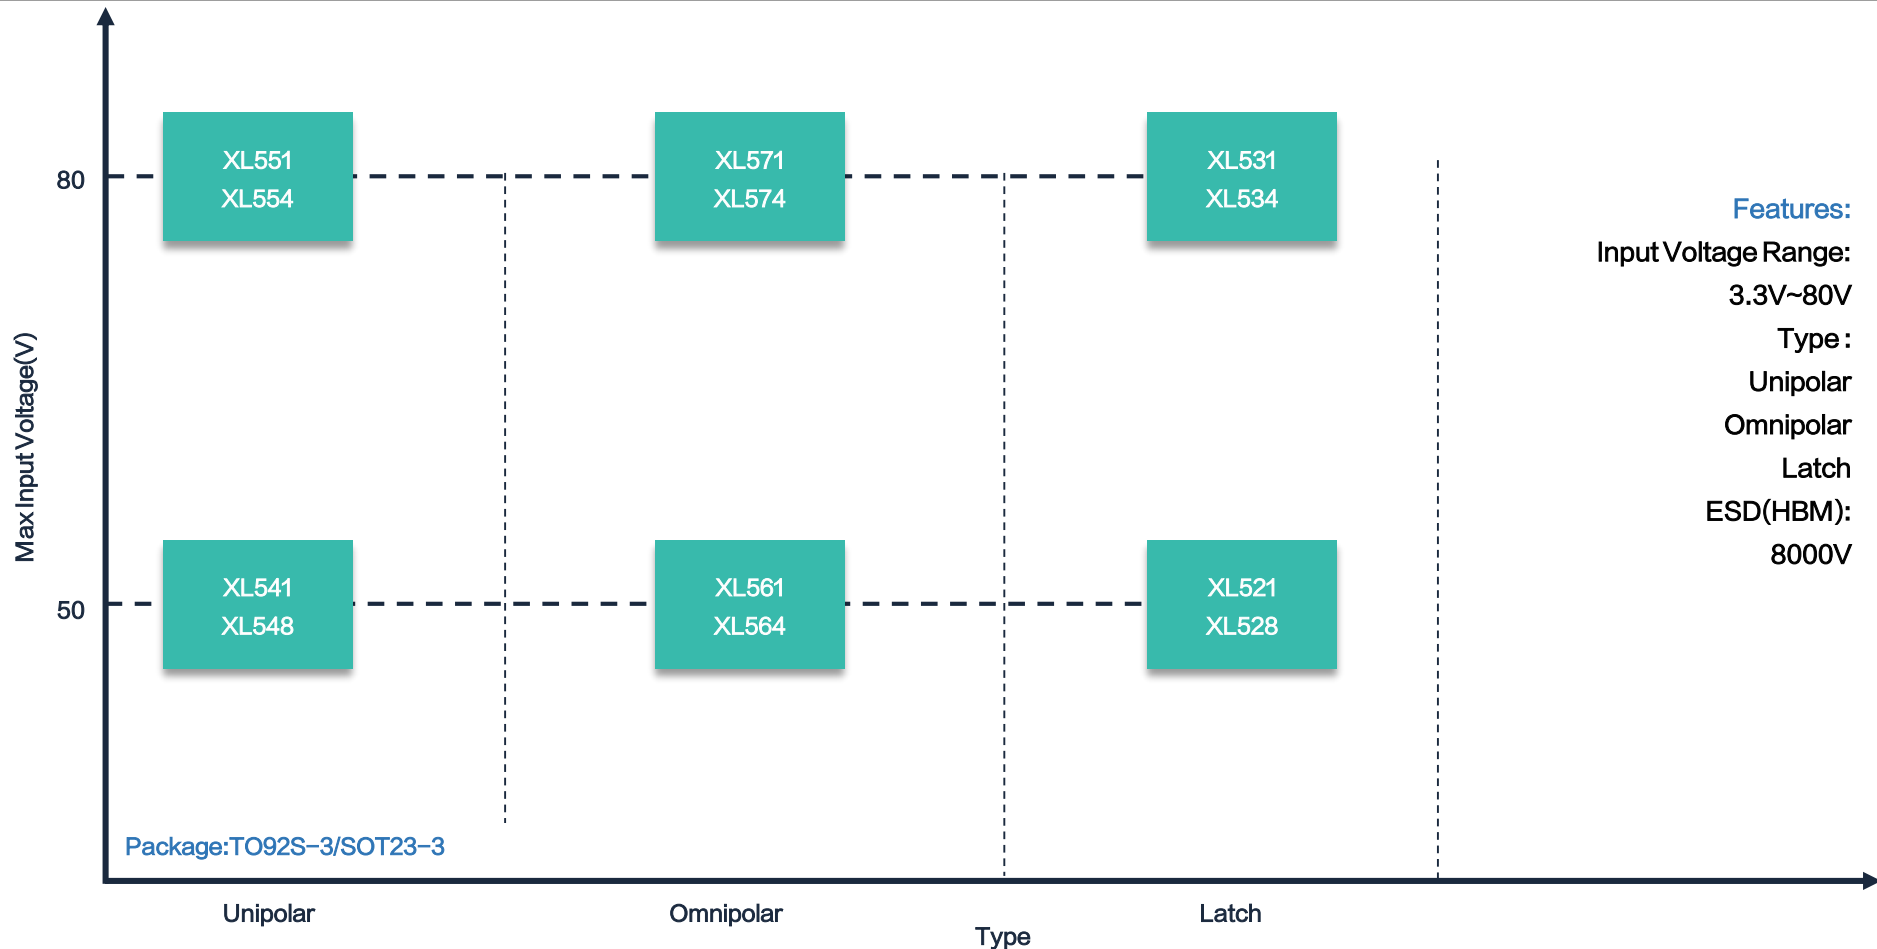 Max Input Voltage(V)
80
XL551
XL554
XL571
XL574
XL531
XL534
50
XL541
XL548
XL561
XL564
XL521
XL528
Package:TO92S-3/SOT23-3
Unipolar
Omnipolar
Latch
Type
Features:
Input Voltage Range:
3.3V~80V
Type :
Unipolar
Omnipolar
Latch
ESD(HBM):
8000V